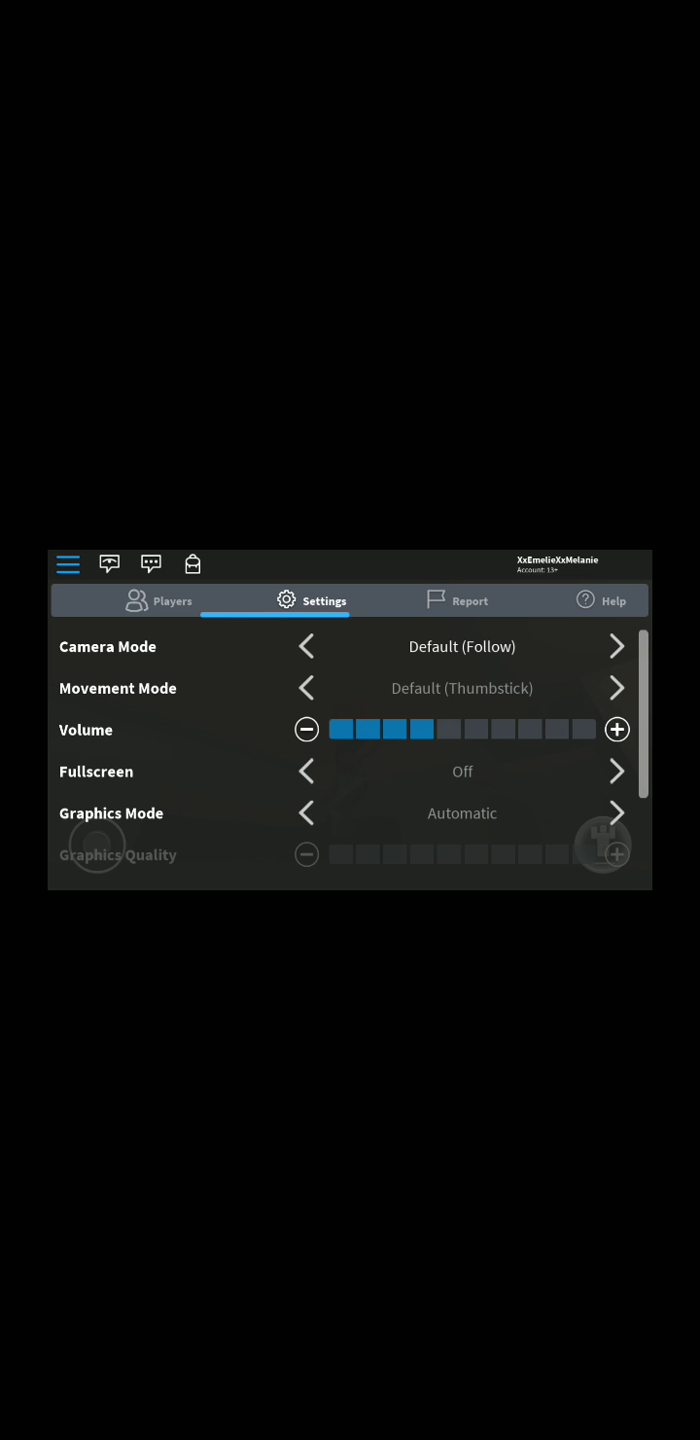 XxEmelieXxMelanie
Account: 13+
Players Settings Report Help
Camera Mode Default (Follow)
Movement Mode Default (Thumbstick)
Volume
Fullscreen Off
Graphics Mode Automatic
Graphics Quality